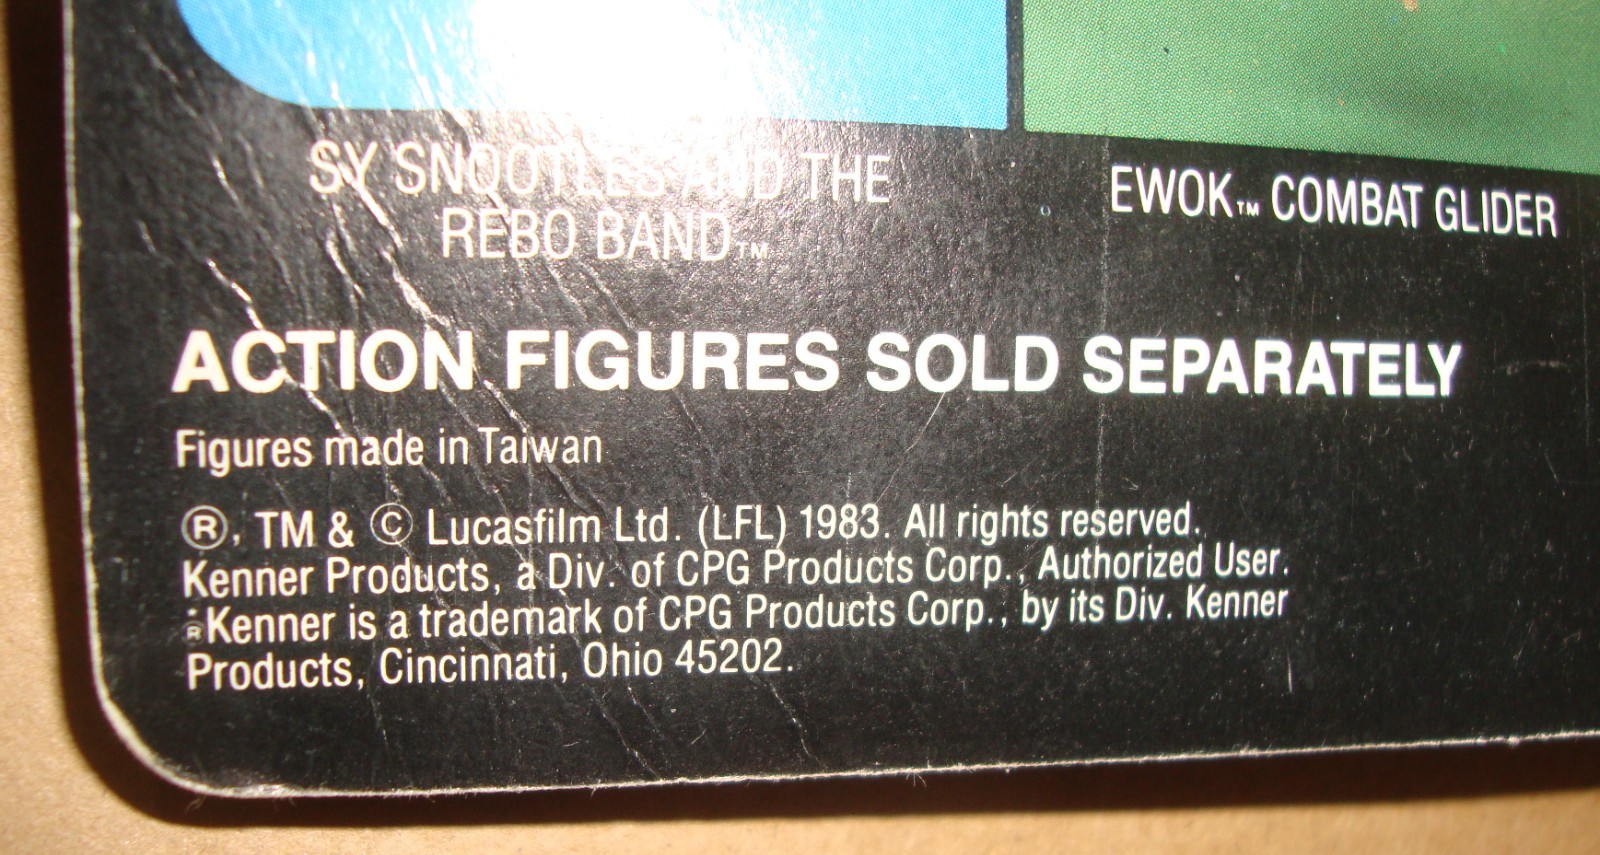 SY SNOOTLES AND THE
REBO BAND™
EWOK™ COMBAT GLIDER
ACTION FIGURES SOLD SEPARATELY
Figures made in Taiwan
®, TM & © Lucasfilm Ltd. (LFL) 1983. All rights reserved.
Kenner Products, a Div. of CPG Products Corp., Authorized User.
*®Kenner is a trademark of CPG Products Corp., by its Div. Kenner
Products, Cincinnati, Ohio 45202.